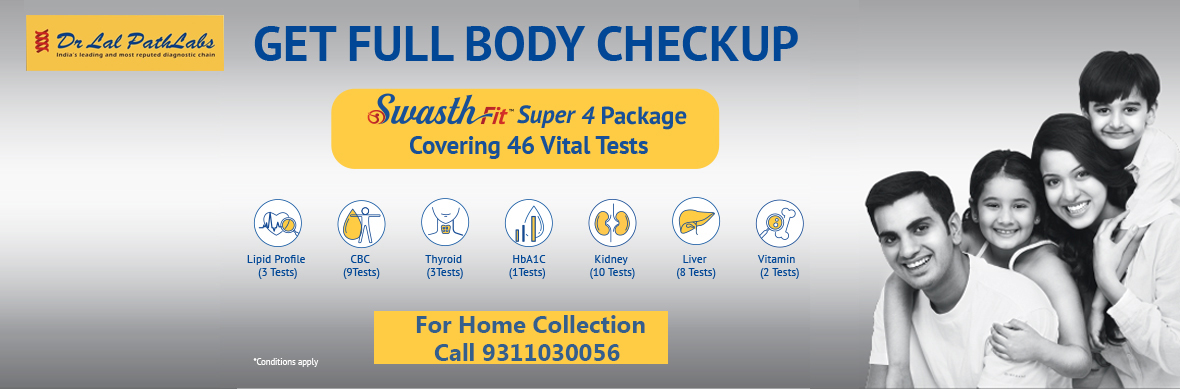 Dr Lal PathLabs
India's leading and most reputed diagnostic chain
GET FULL BODY CHECKUP
SwasthFit™ Super 4 Package
Covering 46 Vital Tests
Lipid Profile
(3 Tests)
CBC
(9Tests)
Thyroid
(3Tests)
HbA1C
(1Tests)
Kidney
(10 Tests)
Liver
(8 Tests)
Vitamin
(2 Tests)
For Home Collection
Call 9311030056
*Conditions apply